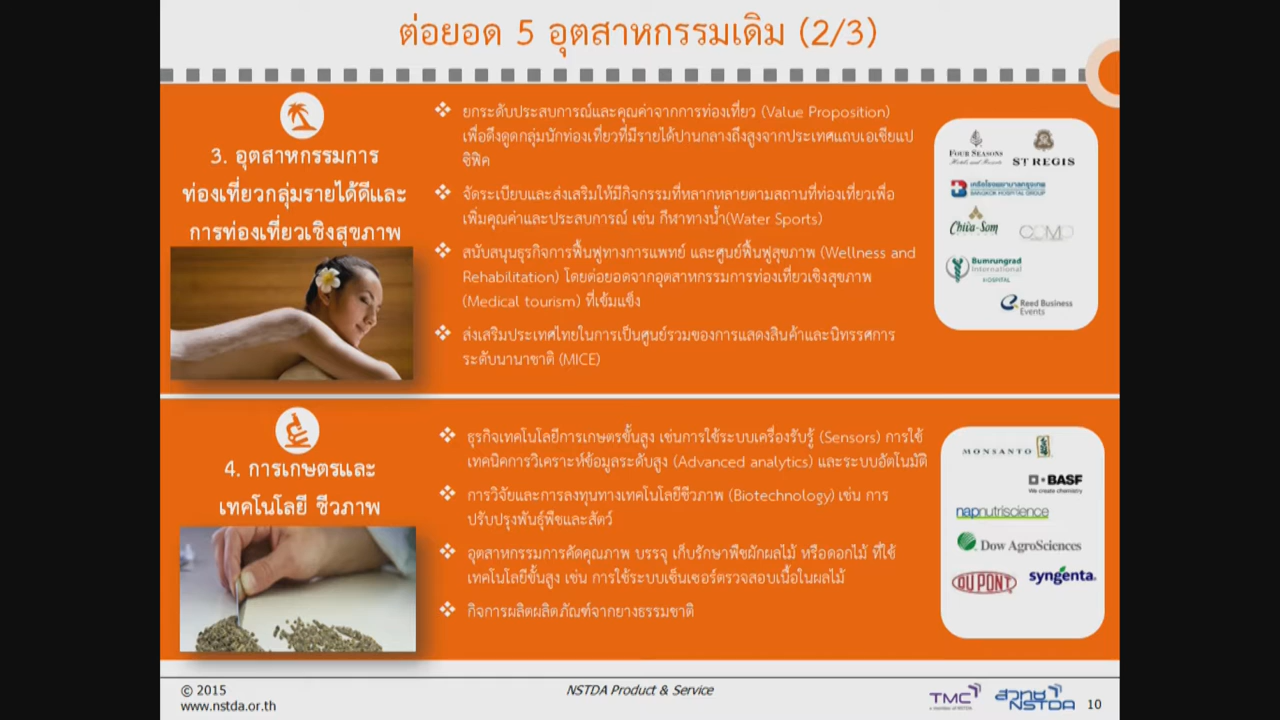 ต่อยอด 5 อุตสาหกรรมเดิม (2/3)
3. อุตสาหกรรมการ
ท่องเที่ยวกลุ่มรายได้ดีและ
การท่องเที่ยวเชิงสุขภาพ
❖ ยกระดับประสบการณ์และคุณค่าจากการท่องเที่ยว (Value Proposition)
เพื่อดึงดูดกลุ่มนักท่องเที่ยวที่มีรายได้ปานกลางถึงสูงจากประเทศแถบเอเชียแป
ซิฟิค
❖ จัดระเบียบและส่งเสริมให้มีกิจกรรมที่หลากหลายตามสถานที่ท่องเที่ยวเพื่อ
เพิ่มคุณค่าและประสบการณ์ เช่น กีฬาทางน้ำ(Water Sports)
❖ สนับสนุนธุรกิจการฟื้นฟูทางการแพทย์ และศูนย์ฟื้นฟูสุขภาพ (Wellness and
Rehabilitation) โดยต่อยอดจากอุตสาหกรรมการท่องเที่ยวเชิงสุขภาพ
(Medical tourism) ที่เข้มแข็ง
❖ ส่งเสริมประเทศไทยในการเป็นศูนย์รวมของการแสดงสินค้าและนิทรรศการ
ระดับนานาชาติ (MICE)
FOUR SEASONS
Hotels and Resorts
ST REGIS
เครือโรงพยาบาลกรุงเทพ
BANGKOK HOSPITAL GROUP
Chiva-Som
COMO
Bumrungrad
International
HOSPITAL
Reed Business
Events
4. การเกษตรและ
เทคโนโลยี ชีวภาพ
❖ ธุรกิจเทคโนโลยีการเกษตรขั้นสูง เช่นการใช้ระบบเครื่องรับรู้ (Sensors) การใช้
เทคนิคการวิเคราะห์ข้อมูลระดับสูง (Advanced analytics) และระบบอัตโนมัติ
❖ การวิจัยและการลงทุนทางเทคโนโลยีชีวภาพ (Biotechnology) เช่น การ
ปรับปรุงพันธุ์พืชและสัตว์
❖ อุตสาหกรรมการคัดคุณภาพ บรรจุ เก็บรักษาพืชผักผลไม้ หรือดอกไม้ ที่ใช้
เทคโนโลยีขั้นสูง เช่น การใช้ระบบเซ็นเซอร์ตรวจสอบเนื้อในผลไม้
❖ กิจการผลิตผลิตภัณฑ์จากยางธรรมชาติ
MONSANTO
BASF
We create chemistry
napnutriscience
Dow AgroSciences
DUPONT
syngenta
© 2015
www.nstda.or.th
NSTDA Product & Service
TMC
a member of NSTDA
สวทช
NSTDA
10